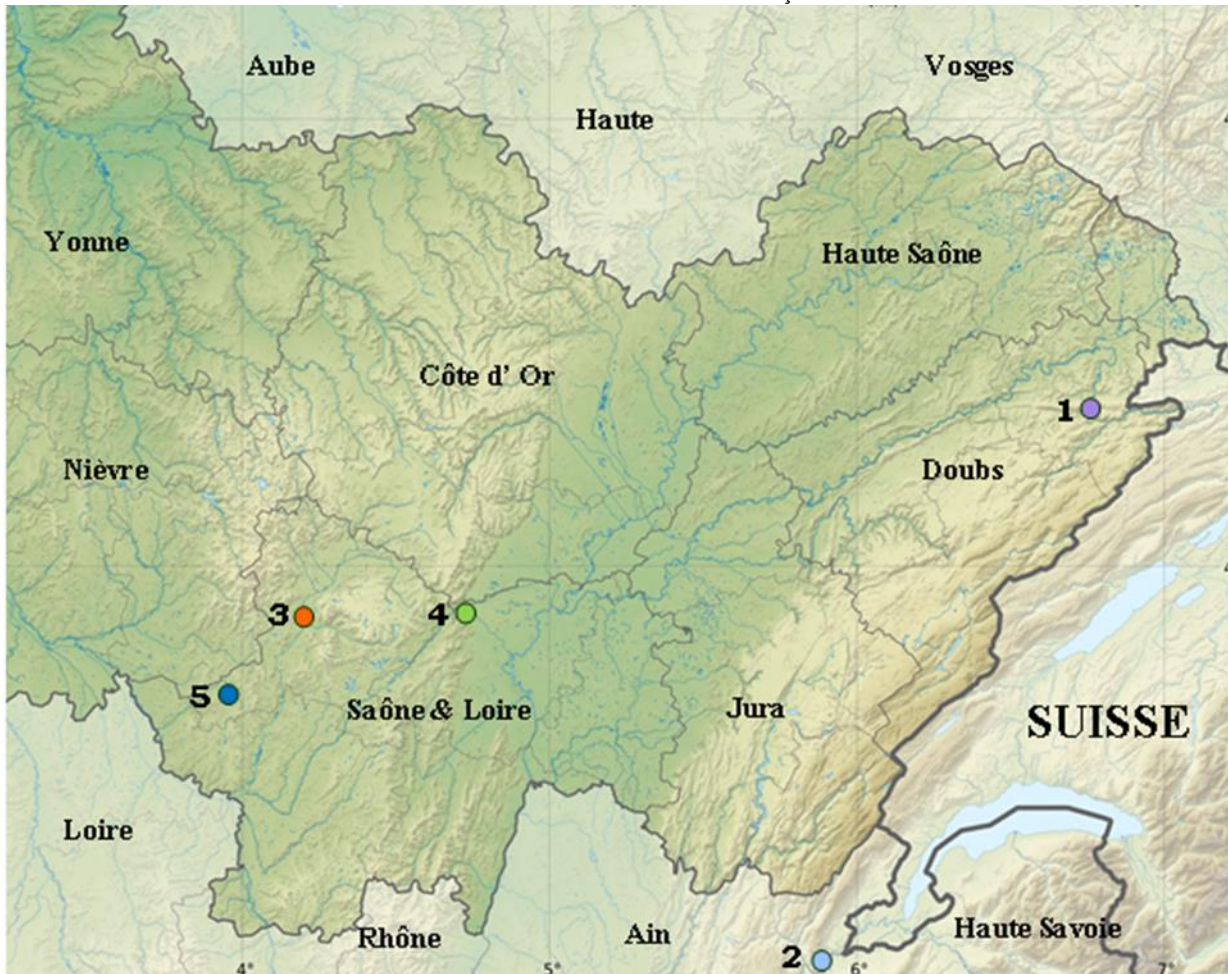 Aube
Vosges
Haute
Yonne
Haute Saône
Côte d' Or
1
Nièvre
Doubs
3
4
5
Saône & Loire
Jura
SUISSE
Loire
Haute Savoie
Rhône
Ain
2
4°
5°
6°
7°